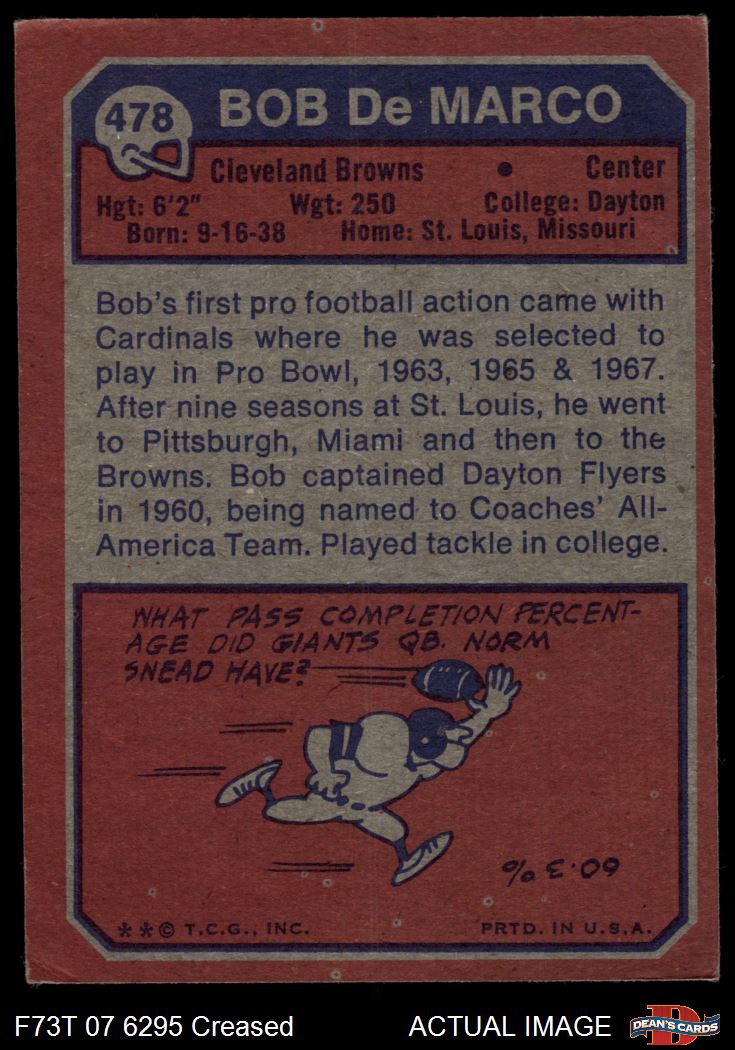 478
BOB De MARCO
Cleveland Browns • Center
Hgt: 6'2" Wgt: 250 College: Dayton
Born: 9-16-38 Home: St. Louis, Missouri
Bob's first pro football action came with
Cardinals where he was selected to
play in Pro Bowl, 1963, 1965 & 1967.
After nine seasons at St. Louis, he went
to Pittsburgh, Miami and then to the
Browns. Bob captained Dayton Flyers
in 1960, being named to Coaches' All-
America Team. Played tackle in college.
WHAT PASS COMPLETION PERCENT-
AGE DID GIANTS QB. NORM
SNEAD HAVE?
60.3%
**© T.C.G., INC. PRTD. IN U.S.A.
F73T 07 6295 Creased ACTUAL IMAGE
D
DEAN'S CARDS